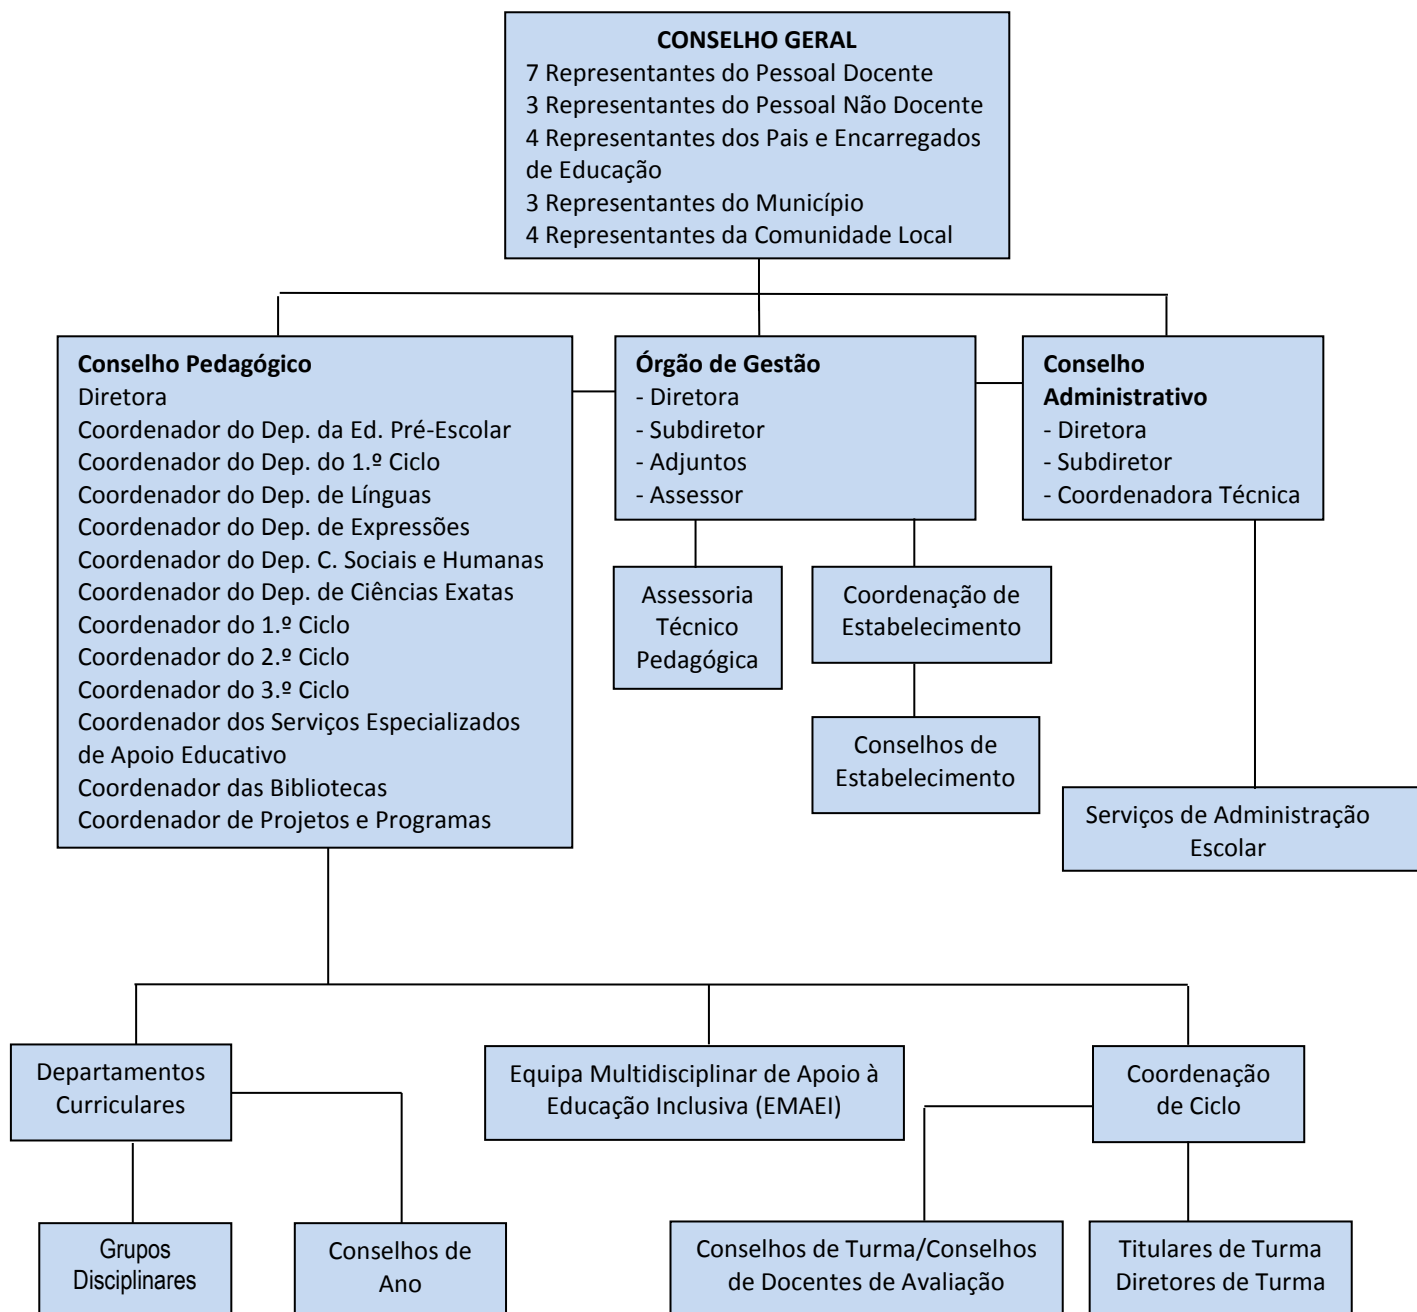 CONSELHO GERAL
7 Representantes do Pessoal Docente
3 Representantes do Pessoal Não Docente
4 Representantes dos Pais e Encarregados
de Educação
3 Representantes do Município
4 Representantes da Comunidade Local
Conselho Pedagógico
Diretora
Coordenador do Dep. da Ed. Pré-Escolar
Coordenador do Dep. do 1.º Ciclo
Coordenador do Dep. de Línguas
Coordenador do Dep. de Expressões
Coordenador do Dep. C. Sociais e Humanas
Coordenador do Dep. de Ciências Exatas
Coordenador do 1.º Ciclo
Coordenador do 2.º Ciclo
Coordenador do 3.º Ciclo
Coordenador dos Serviços Especializados
de Apoio Educativo
Coordenador das Bibliotecas
Coordenador de Projetos e Programas
Órgão de Gestão
- Diretora
- Subdiretor
- Adjuntos
- Assessor
Conselho
Administrativo
- Diretora
- Subdiretor
- Coordenadora Técnica
Assessoria
Técnico
Pedagógica
Coordenação de
Estabelecimento
Conselhos de
Estabelecimento
Serviços de Administração
Escolar
Departamentos
Curriculares
Equipa Multidisciplinar de Apoio à
Educação Inclusiva (EMAEI)
Coordenação
de Ciclo
Grupos
Disciplinares
Conselhos de
Ano
Conselhos de Turma/Conselhos
de Docentes de Avaliação
Titulares de Turma
Diretores de Turma